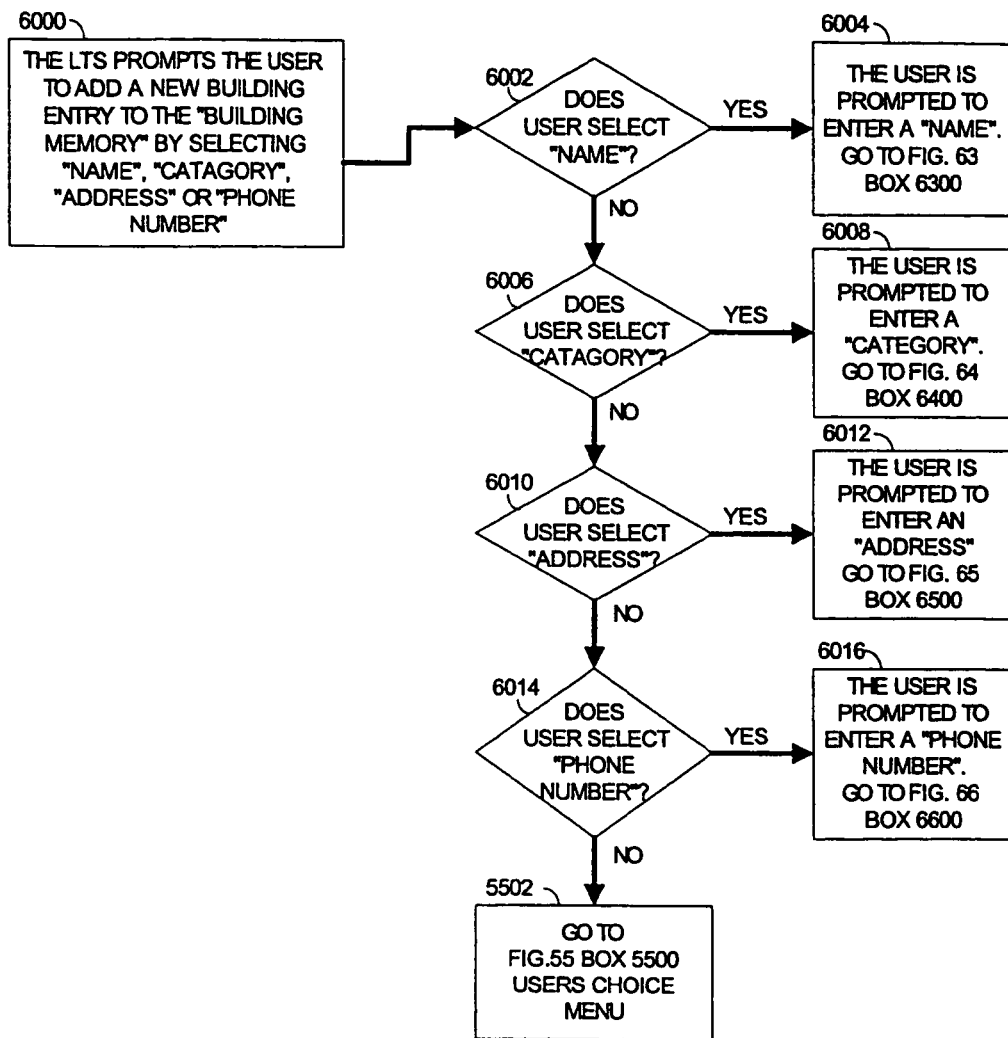 6000
THE LTS PROMPTS THE USER
TO ADD A NEW BUILDING
ENTRY TO THE "BUILDING
MEMORY" BY SELECTING
"NAME", "CATAGORY",
"ADDRESS" OR "PHONE
NUMBER"
6002
DOES
USER SELECT
"NAME"?
YES
NO
6004
THE USER IS
PROMPTED TO
ENTER A "NAME".
GO TO FIG. 63
BOX 6300
6006
DOES
USER SELECT
"CATAGORY"?
YES
NO
6008
THE USER IS
PROMPTED TO
ENTER A
"CATEGORY".
GO TO FIG. 64
BOX 6400
6010
DOES
USER SELECT
"ADDRESS"?
YES
NO
6012
THE USER IS
PROMPTED TO
ENTER AN
"ADDRESS"
GO TO FIG. 65
BOX 6500
6014
DOES
USER SELECT
"PHONE
NUMBER"?
YES
NO
6016
THE USER IS
PROMPTED TO
ENTER A "PHONE
NUMBER".
GO TO FIG. 66
BOX 6600
5502
GO TO
FIG.55 BOX 5500
USERS CHOICE
MENU